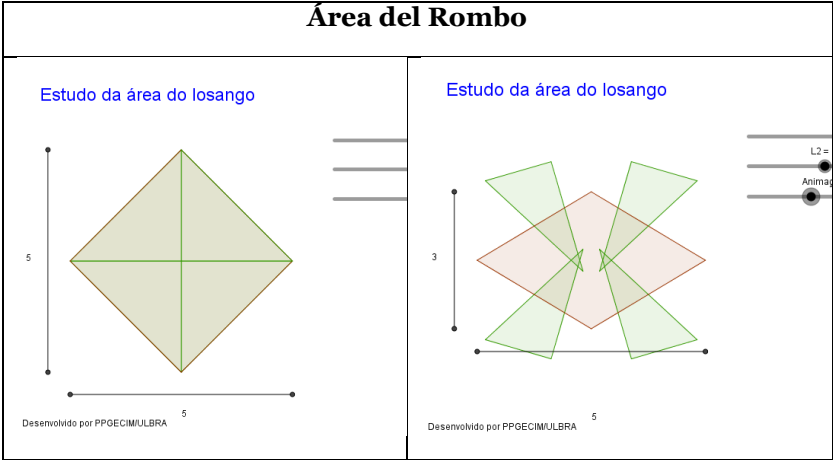 Área del Rombo
Estudo da área do losango
5
5
Desenvolvido por PPGECIM/ULBRA
Estudo da área do losango
L2 =
Animaç
3
5
Desenvolvido por PPGECIM/ULBRA